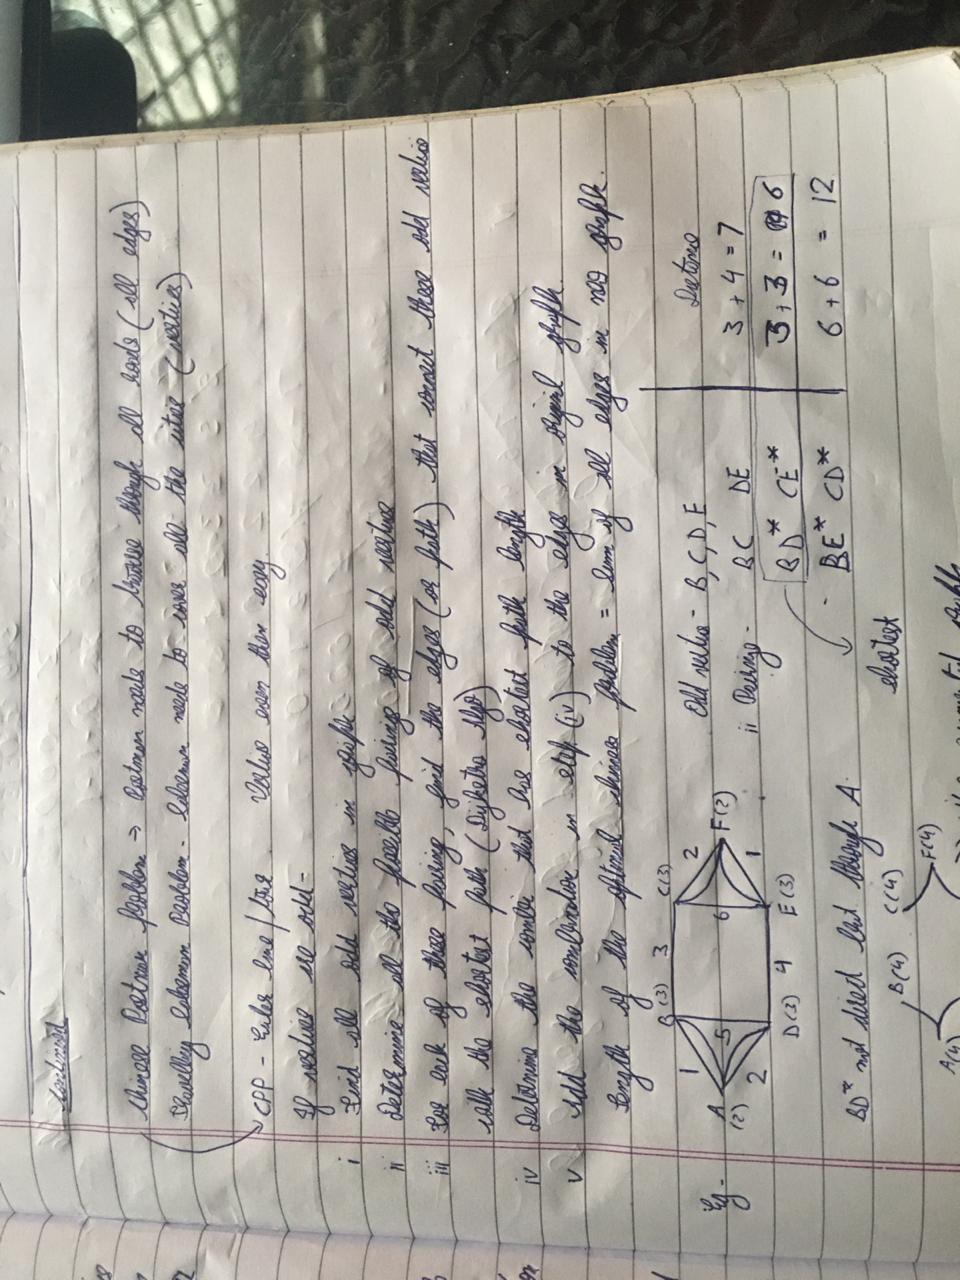 Continued
Chinese Postman problem → Postman needs to traverse through all roads (all edges)
Travelling salesman Problem - Salesman need to cover all the cities (vertices)
CPP - Euler line/tour Vertices even then easy
If vertices are odd -
i Find all odd vertices in graph
ii Determine all the possible pairings of odd vertices
iii For each of these pairing, find the edges (or path) that connect those odd vertices
with the shortest path (Dijkstra Algo)
iv Determine the combo that has shortest path length
v Add the combination in step (iv) to the edges in original graph
Length of the optimal chinese problem = Sum of all edges in new graph.
Eg - A (2) B (3) C (3) D (3) E (3) F (2)
1 3 2 5 6 2 4 1
Odd vertices - B, C, D, E
ii Pairings - Distance
BC DE 3 + 4 = 7
BD* CE* 3 + 3 = 6
BE* CD* 6 + 6 = 12
shortest
BD* not direct but through A.
B(4) C(4)
A(4) F(4)